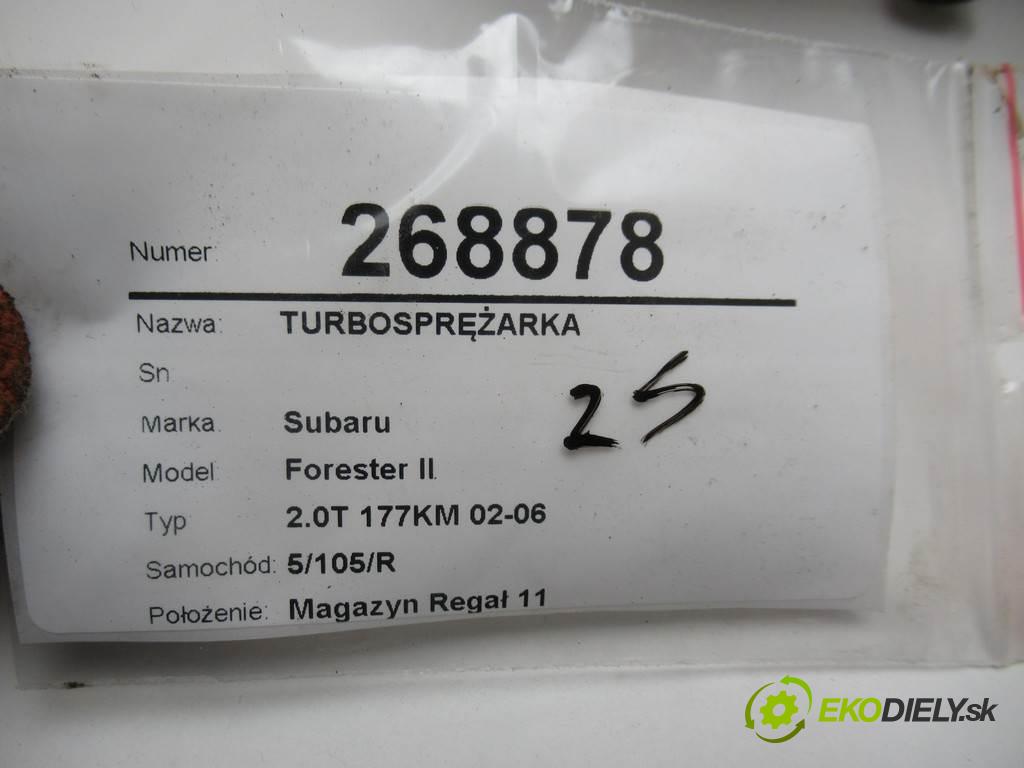 Numer: 268878
Nazwa: TURBOSPRĘŻARKA
Sn
Marka Subaru
25
Model Forester II
Typ 2.0T 177KM 02-06
Samochód: 5/105/R
Położenie: Magazyn Regał 11
EKODIELY.sk